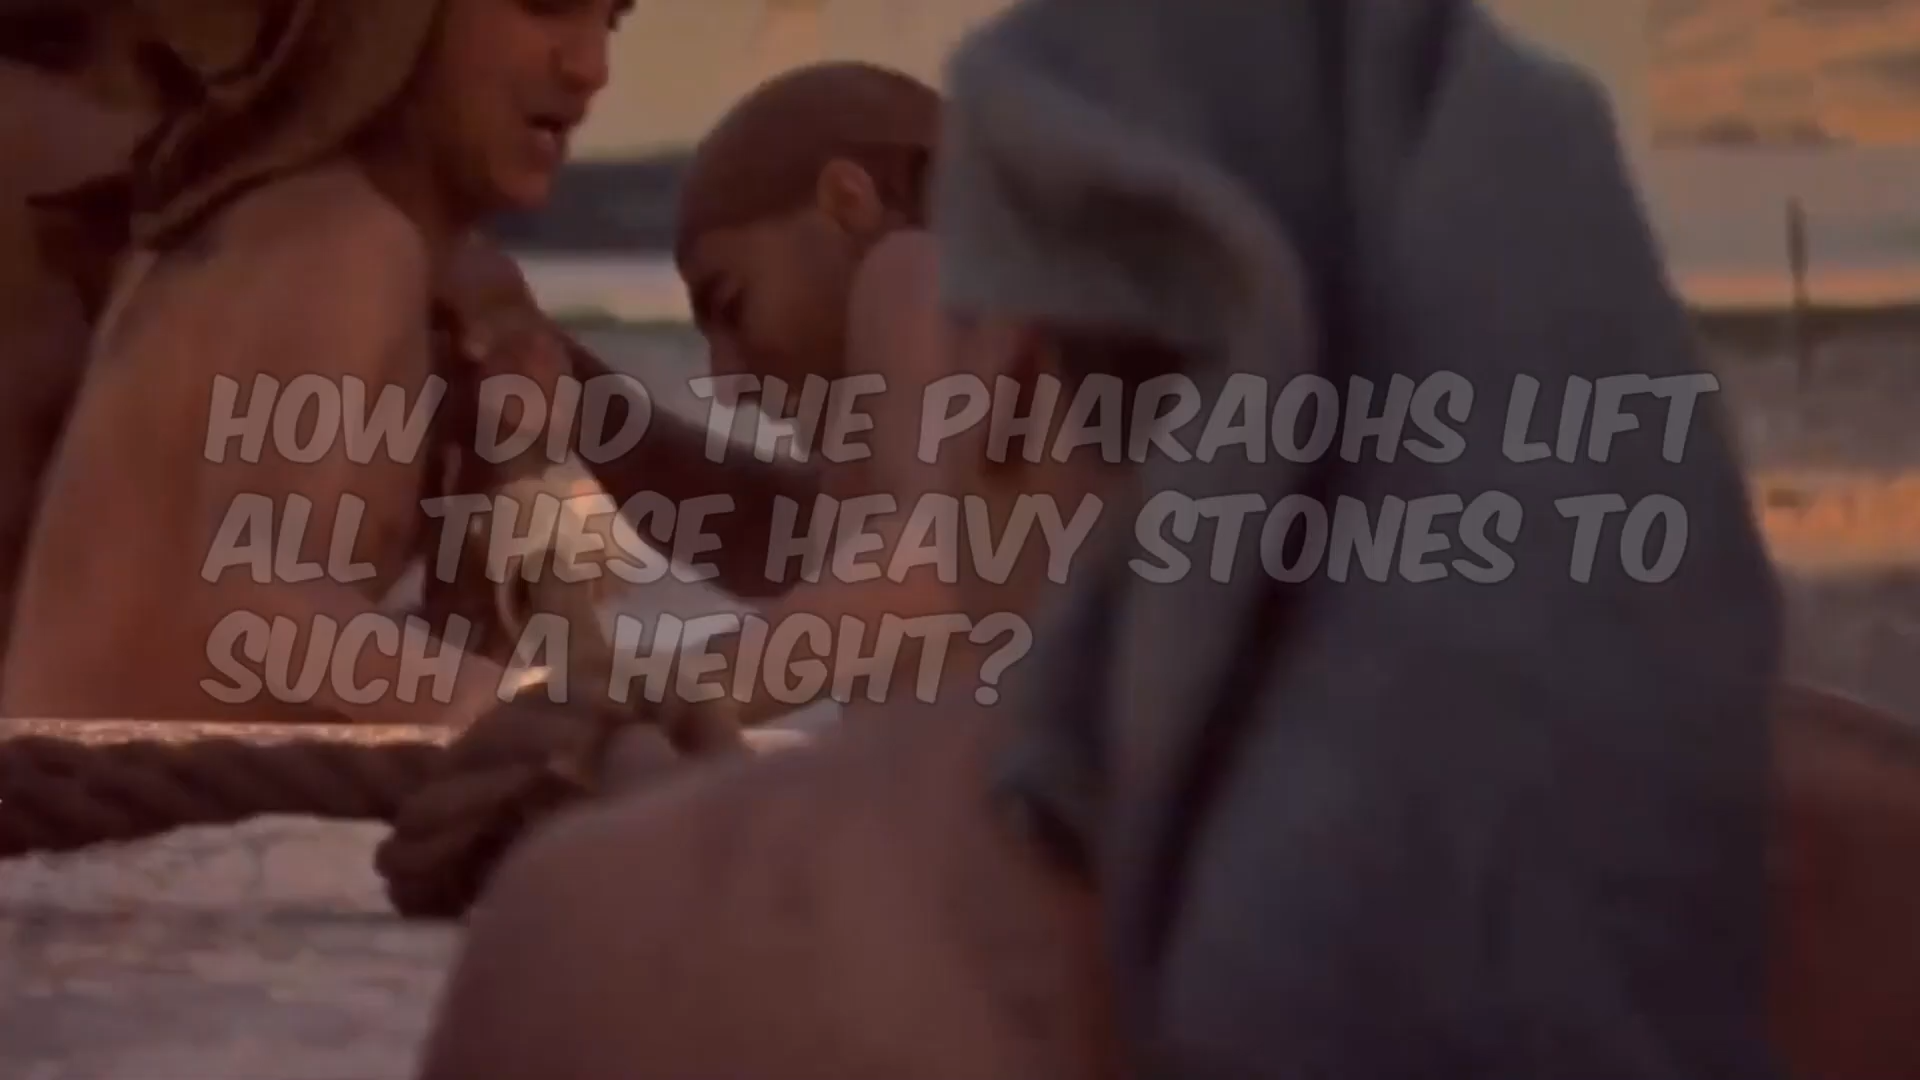 HOW DID THE PHARAOHS LIFT
ALL THESE HEAVY STONES TO
SUCH A HEIGHT?